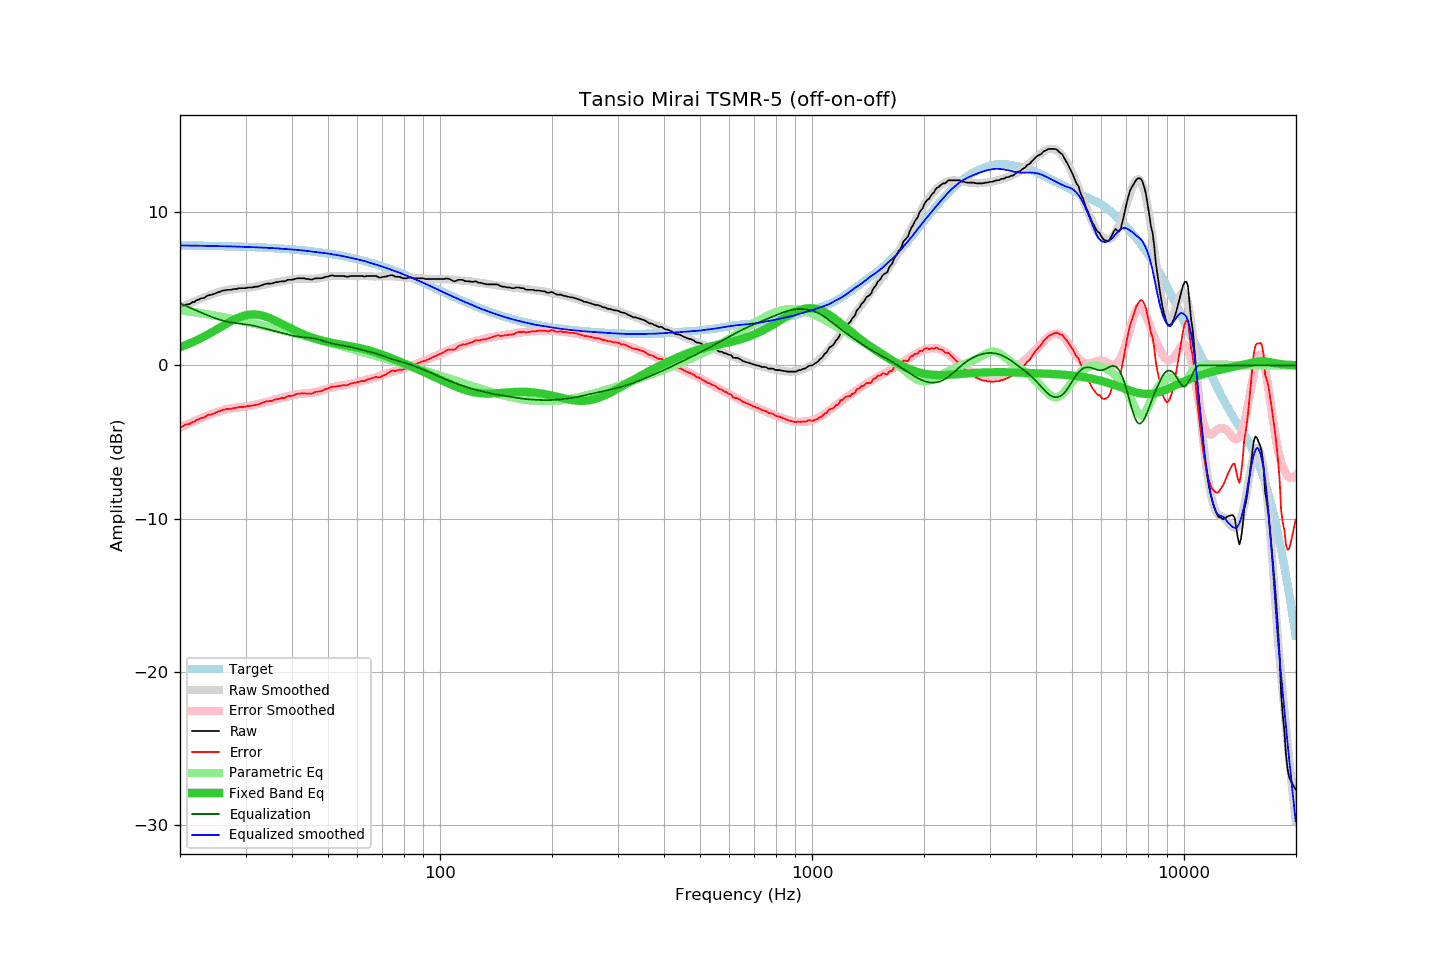 Tansio Mirai TSMR-5 (off-on-off)
10
0
−10
−20
−30
Amplitude (dBr)
Target
Raw Smoothed
Error Smoothed
Raw
Error
Parametric Eq
Fixed Band Eq
Equalization
Equalized smoothed
100
1000
10000
Frequency (Hz)